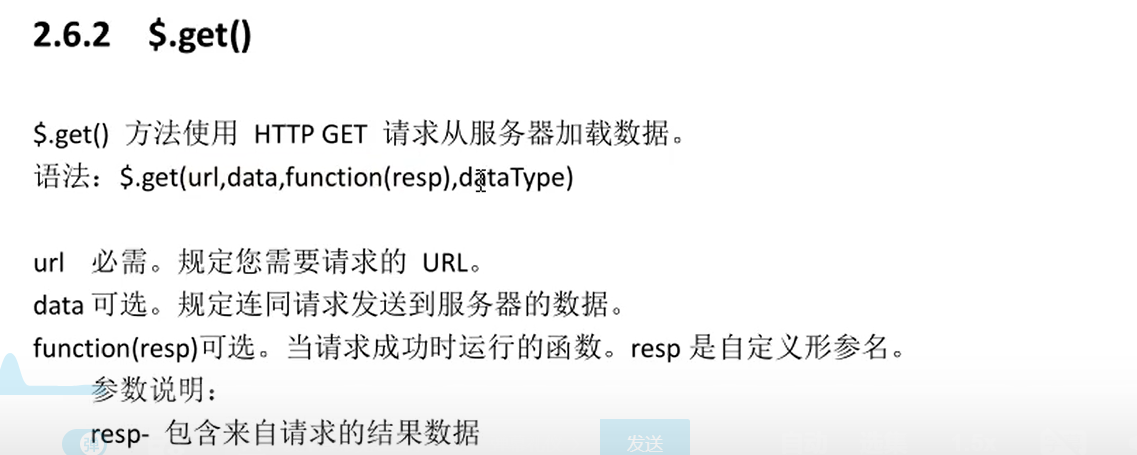 2.6.2 $.get()
$.get() 方法使用 HTTP GET 请求从服务器加载数据。
语法：$.get(url,data,function(resp),dataType)
url 必需。规定您需要请求的 URL。
data 可选。规定连同请求发送到服务器的数据。
function(resp)可选。当请求成功时运行的函数。resp 是自定义形参名。
参数说明：
resp- 包含来自请求的结果数据
弹
发送